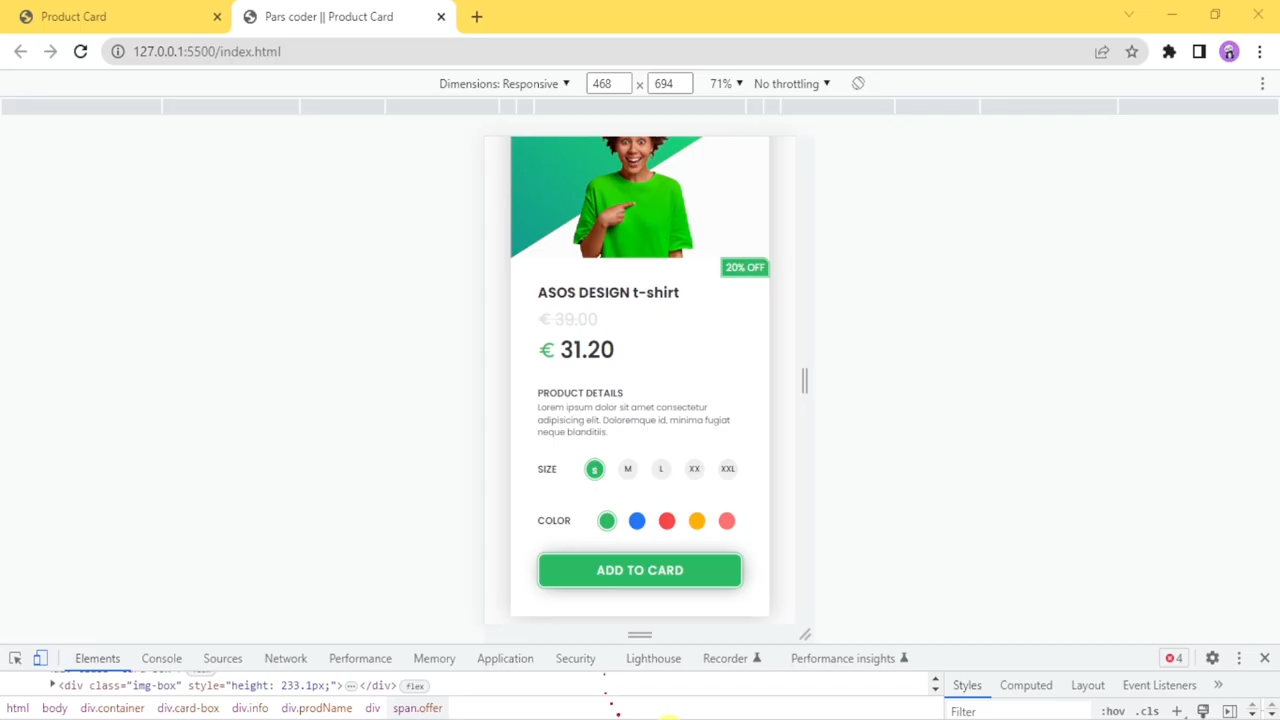 Product Card
Pars coder || Product Card
127.0.0.1:5500/index.html
Dimensions: Responsive 468 x 694 71% No throttling
20% OFF
ASOS DESIGN t-shirt
€ 39.00
€ 31.20
PRODUCT DETAILS
Lorem ipsum dolor sit amet consectetur
adipisicing elit. Doloremque id, minima fugiat
neque blanditiis.
SIZE S M L XX XXL
COLOR
ADD TO CARD
Elements Console Sources Network Performance Memory Application Security Lighthouse Recorder Performance insights 4
<div class="img-box" style="height: 233.1px;">…</div> flex
Styles Computed Layout Event Listeners »
html body div.container div.card-box div.info div.prodName div span.offer
Filter :hov .cls +